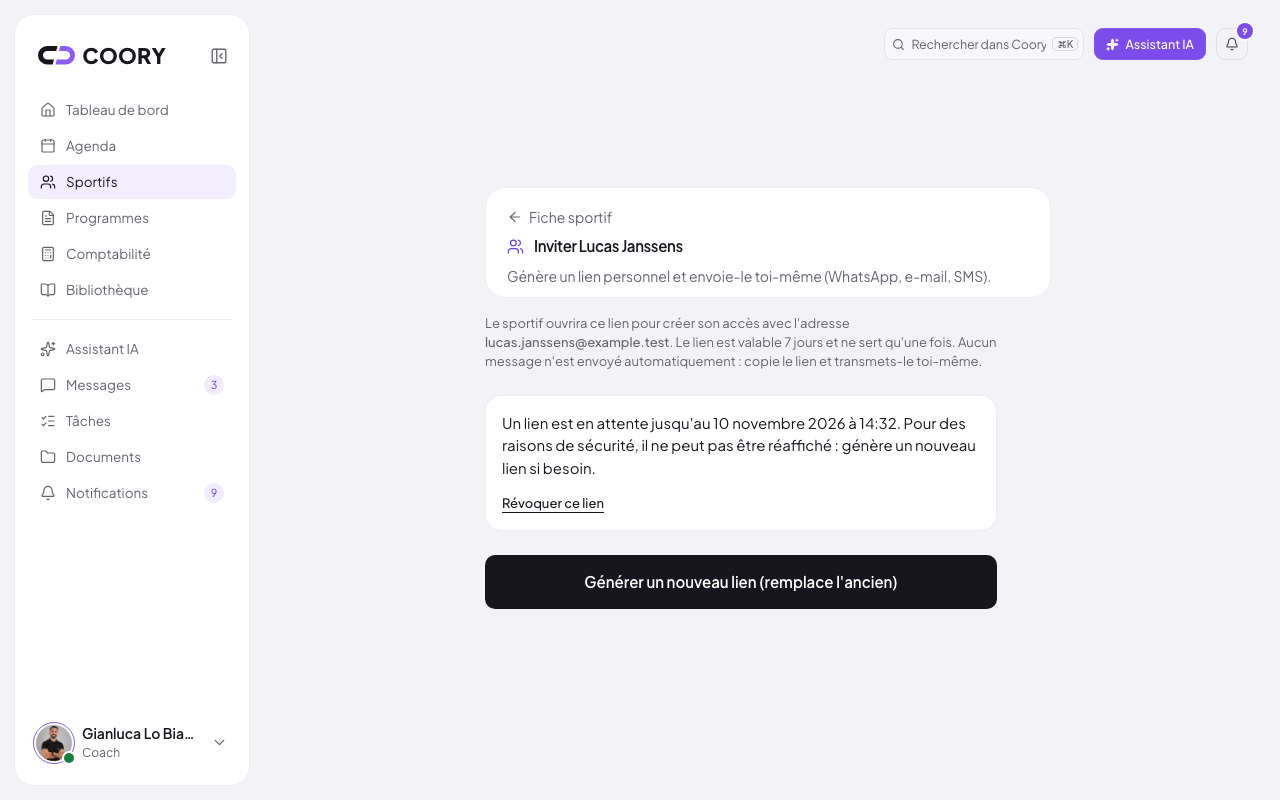 COORY
Tableau de bord
Agenda
Sportifs
Programmes
Comptabilité
Bibliothèque
Assistant IA
Messages 3
Tâches
Documents
Notifications 9
Gianluca Lo Bia...
Coach
Rechercher dans Coory ⌘K
Assistant IA
9
Fiche sportif
Inviter Lucas Janssens
Génère un lien personnel et envoie-le toi-même (WhatsApp, e-mail, SMS).
Le sportif ouvrira ce lien pour créer son accès avec l'adresse
lucas.janssens@example.test. Le lien est valable 7 jours et ne sert qu'une fois. Aucun
message n'est envoyé automatiquement : copie le lien et transmets-le toi-même.
Un lien est en attente jusqu'au 10 novembre 2026 à 14:32. Pour des
raisons de sécurité, il ne peut pas être réaffiché : génère un nouveau
lien si besoin.
Révoquer ce lien
Générer un nouveau lien (remplace l'ancien)